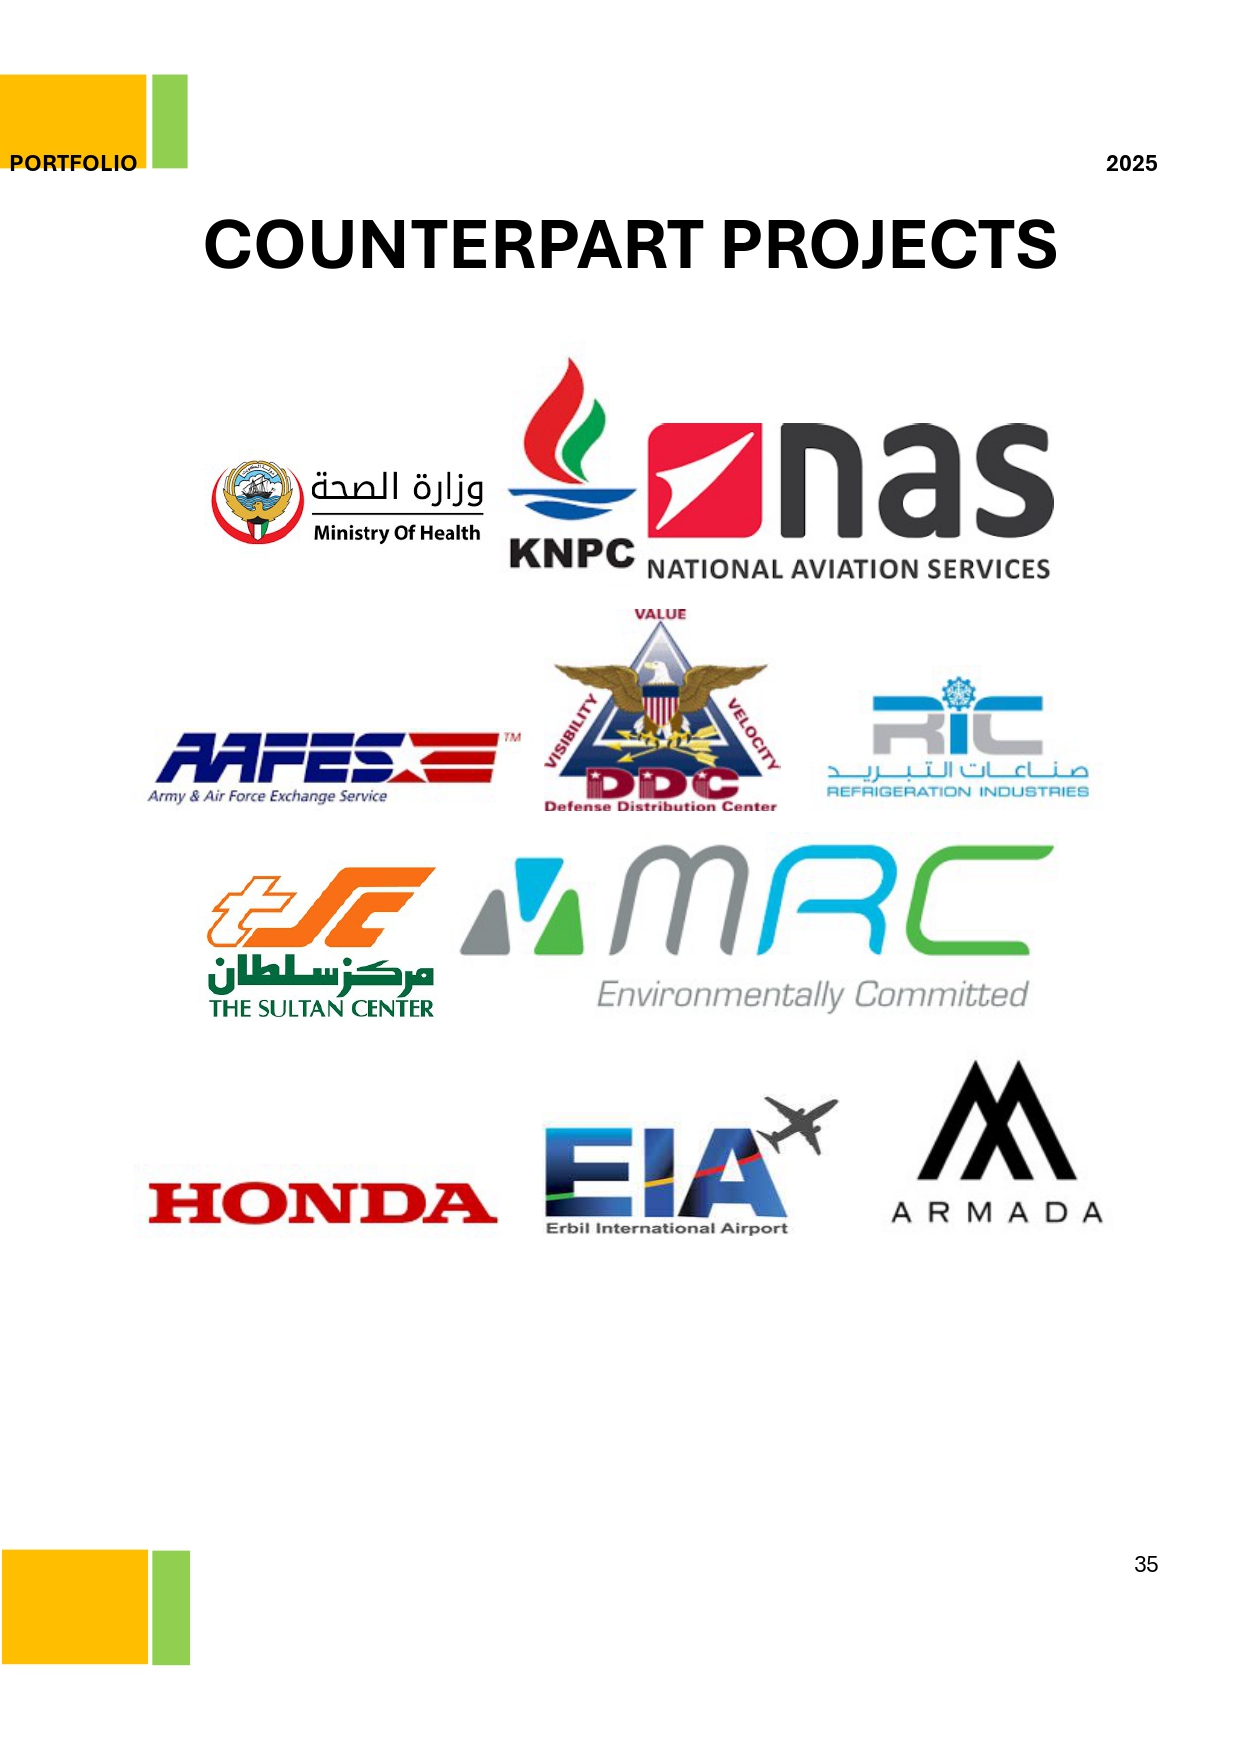 PORTFOLIO
2025
COUNTERPART PROJECTS
وزارة الصحة
Ministry Of Health
KNPC
nas
NATIONAL AVIATION SERVICES
AAFES ™
Army & Air Force Exchange Service
VALUE
VISIBILITY
VELOCITY
DDC
Defense Distribution Center
RIC
صناعات التبريد
REFRIGERATION INDUSTRIES
tsc
مركز سلطان
THE SULTAN CENTER
MRC
Environmentally Committed
HONDA
EIA
Erbil International Airport
ARMADA
35